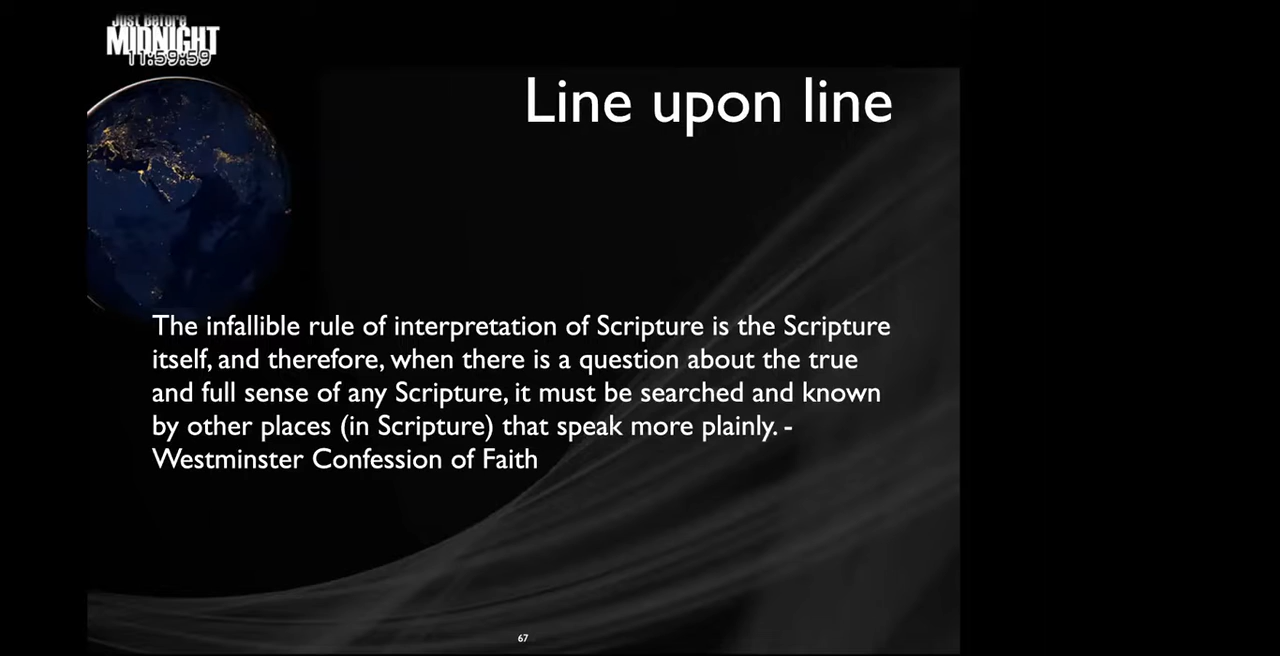 Just Before
MIDNIGHT
11:59:59
Line upon line
The infallible rule of interpretation of Scripture is the Scripture
itself, and therefore, when there is a question about the true
and full sense of any Scripture, it must be searched and known
by other places (in Scripture) that speak more plainly. -
Westminster Confession of Faith
67